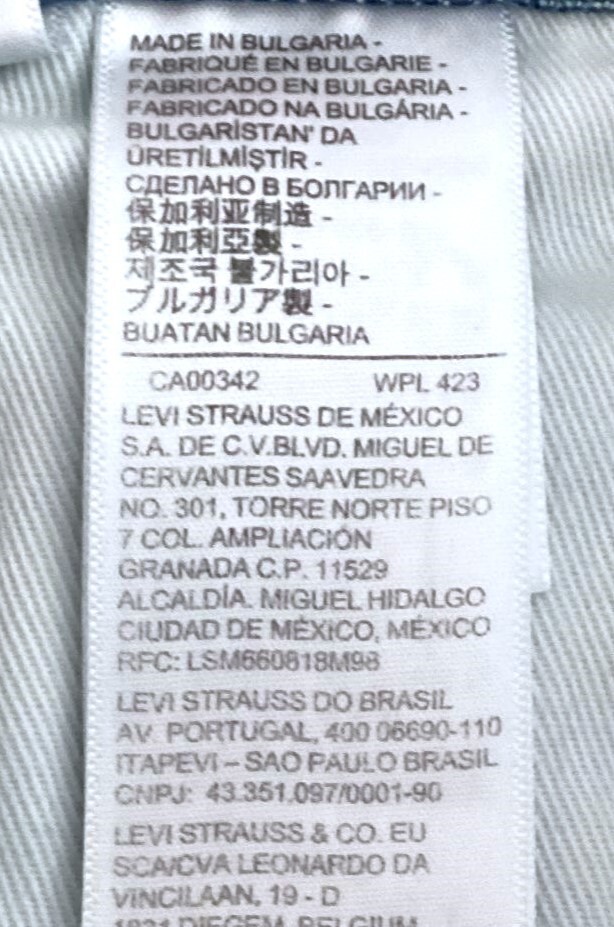 MADE IN BULGARIA -
FABRIQUÉ EN BULGARIE -
FABRICADO EN BULGARIA -
FABRICADO NA BULGÁRIA -
BULGARİSTAN' DA
ÜRETİLMİŞTİR -
СДЕЛАНО В БОЛГАРИИ -
保加利亚制造 -
保加利亞製 -
제조국 불가리아 -
ブルガリア製 -
BUATAN BULGARIA
CA00342 WPL 423
LEVI STRAUSS DE MÉXICO
S.A. DE C.V.BLVD. MIGUEL DE
CERVANTES SAAVEDRA
NO. 301, TORRE NORTE PISO
7 COL. AMPLIACIÓN
GRANADA C.P. 11529
ALCALDÍA. MIGUEL HIDALGO
CIUDAD DE MÉXICO, MÉXICO
RFC: LSM660818M98
LEVI STRAUSS DO BRASIL
AV. PORTUGAL, 400 06690-110
ITAPEVI – SAO PAULO BRASIL
CNPJ: 43.351.097/0001-90
LEVI STRAUSS & CO. EU
SCA/CVA LEONARDO DA
VINCILAAN, 19 - D
1831 DIEGEM, BELGIUM